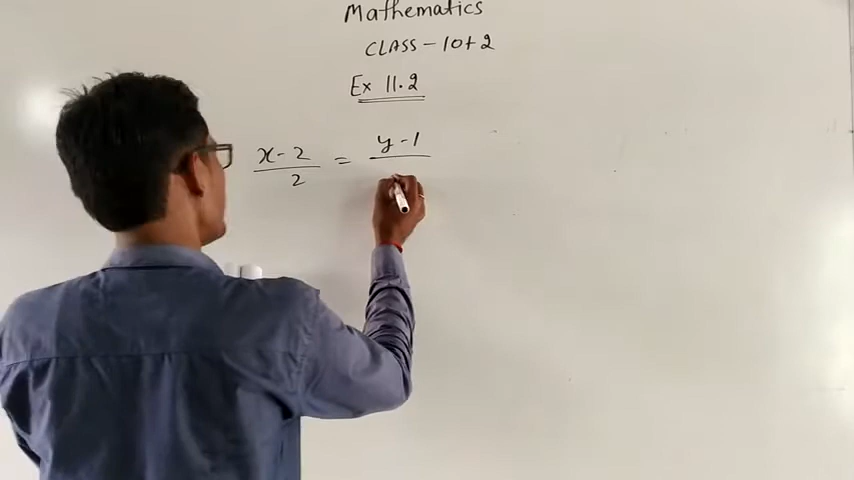 Mathematics
CLASS - 10+2
Ex 11.2
x-2 = y-1
2